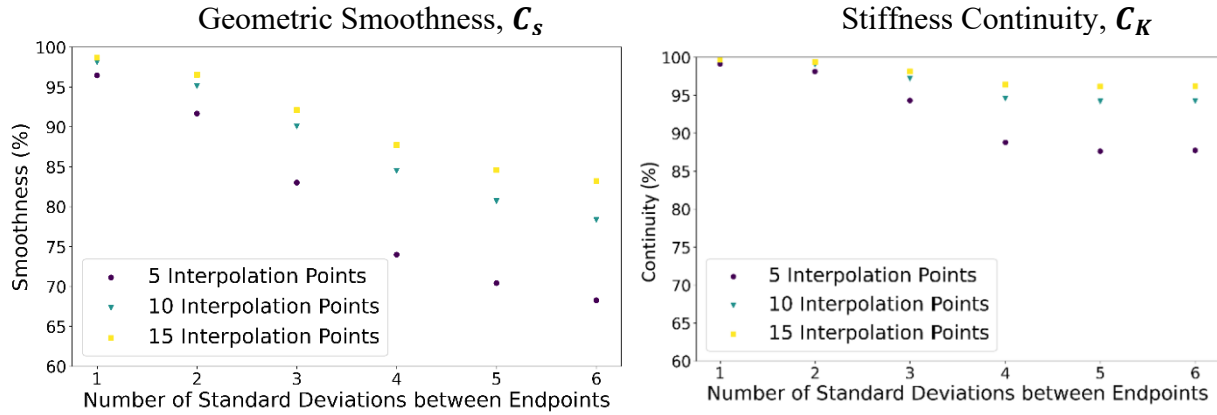 Geometric Smoothness, C_s
100
95
90
85
80
75
70
65
60
Smoothness (%)
5 Interpolation Points
10 Interpolation Points
15 Interpolation Points
1 2 3 4 5 6
Number of Standard Deviations between Endpoints
Stiffness Continuity, C_K
100
95
90
85
80
75
70
65
60
Continuity (%)
5 Interpolation Points
10 Interpolation Points
15 Interpolation Points
1 2 3 4 5 6
Number of Standard Deviations between Endpoints